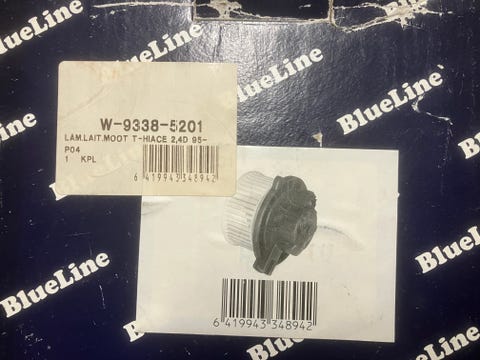 BlueLine
BlueLine
BlueLine
BlueLine
W-9338-5201
LAM.LAIT.MOOT T-HIACE 2,4D 95-
P04
1 KPL
6 419943 348942
BlueLine
BlueLine
6 419943 348942
BlueLine
BlueLine
BlueLine